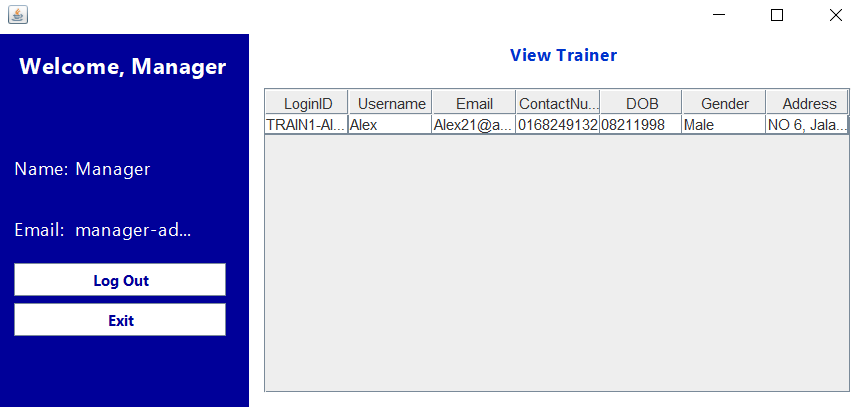 Welcome, Manager
Name: Manager
Email: manager-ad...
Log Out
Exit
View Trainer
LoginID Username Email ContactNu... DOB Gender Address
TRAIN1-Al... Alex Alex21@a... 0168249132 08211998 Male NO 6, Jala...